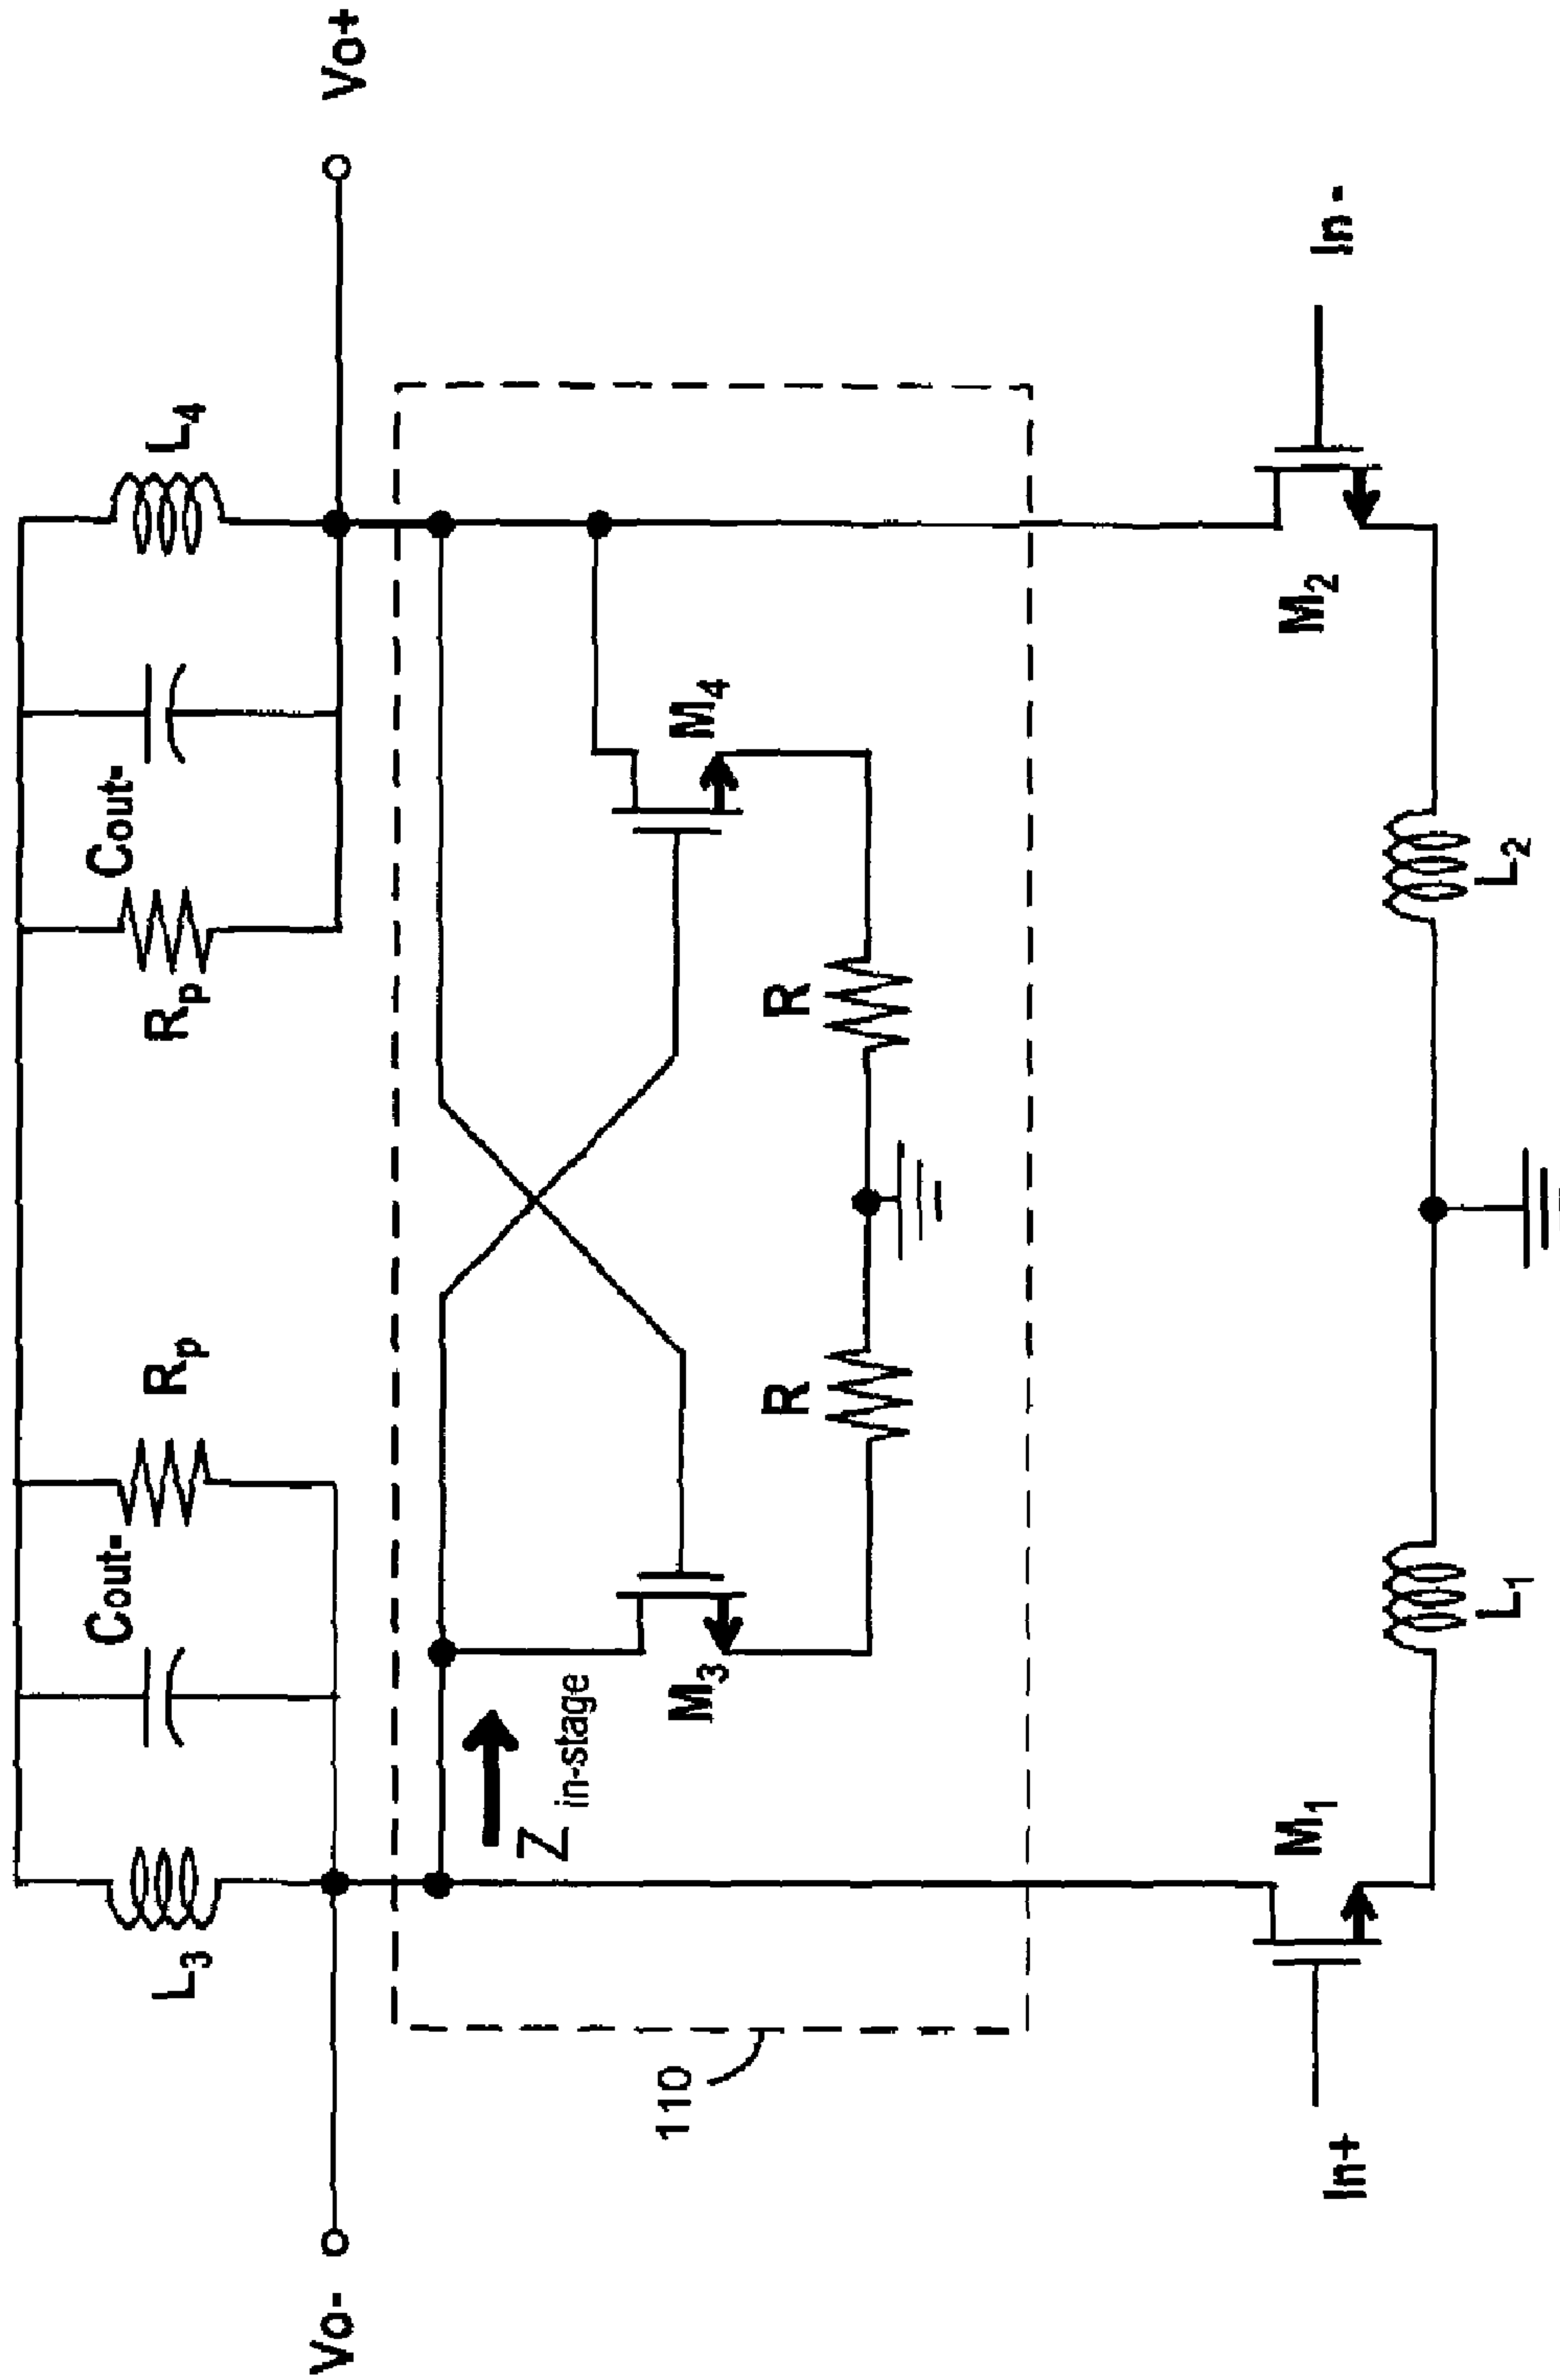 L3
Cout-
Rp
Rp
Cout-
L4
Vo-
Vo+
Z in-stage
M3
M4
R
R
110
In+
M1
M2
In -
L1
L2